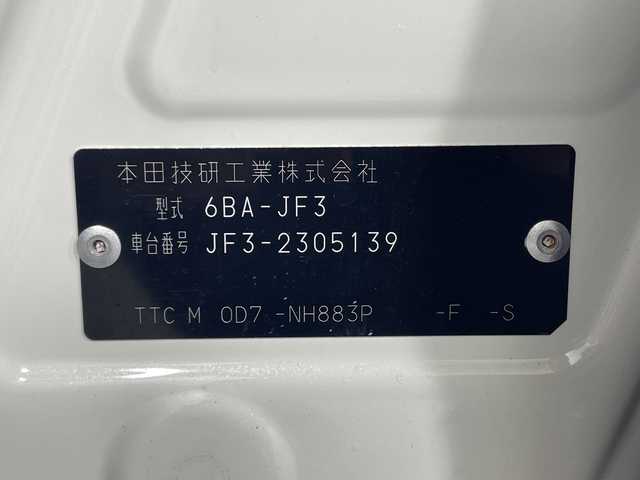 本田技研工業株式会社
型式 6BA-JF3
車台番号 JF3-2305139
TTC M 0D7 -NH883P -F -S